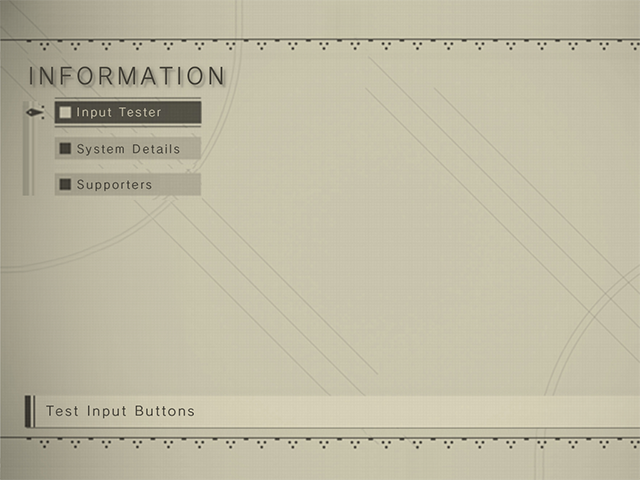 INFORMATION
Input Tester
System Details
Supporters
Test Input Buttons